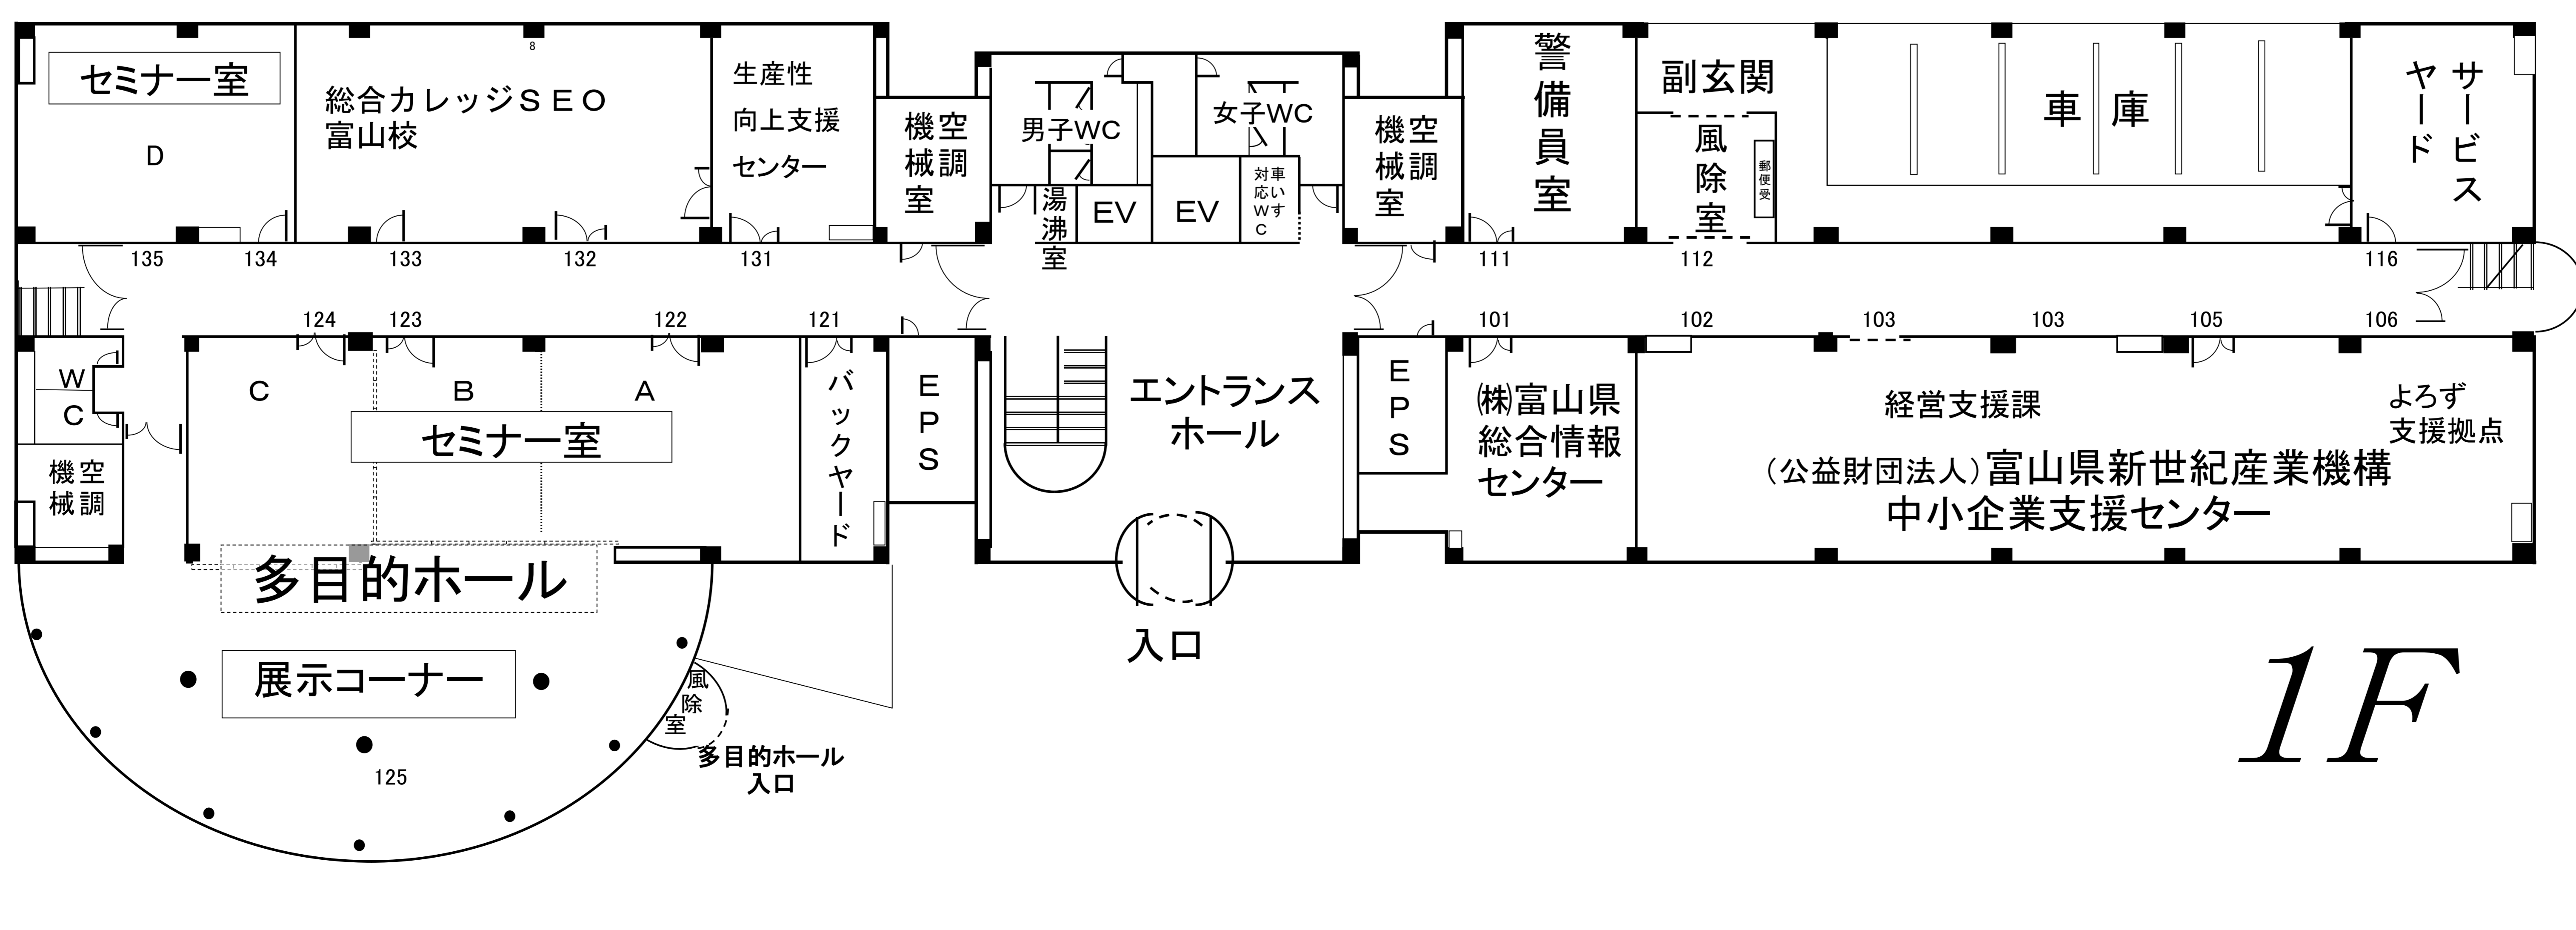 セミナー室
D
8
総合カレッジＳＥＯ
富山校
生産性
向上支援
センター
空調
機械室
男子WC
湯沸室
EV
EV
女子WC
車いす
対応WC
空調
機械室
警備員室
副玄関
風除室
郵便受
車庫
サービス
ヤード
135
134
133
132
131
111
112
116
124
123
122
121
101
102
103
103
105
106
WC
空調
機械
C
B
A
セミナー室
バックヤード
EPS
エントランス
ホール
EPS
㈱富山県
総合情報
センター
経営支援課
よろず
支援拠点
（公益財団法人）富山県新世紀産業機構
中小企業支援センター
多目的ホール
展示コーナー
125
風除室
多目的ホール
入口
入口
1F